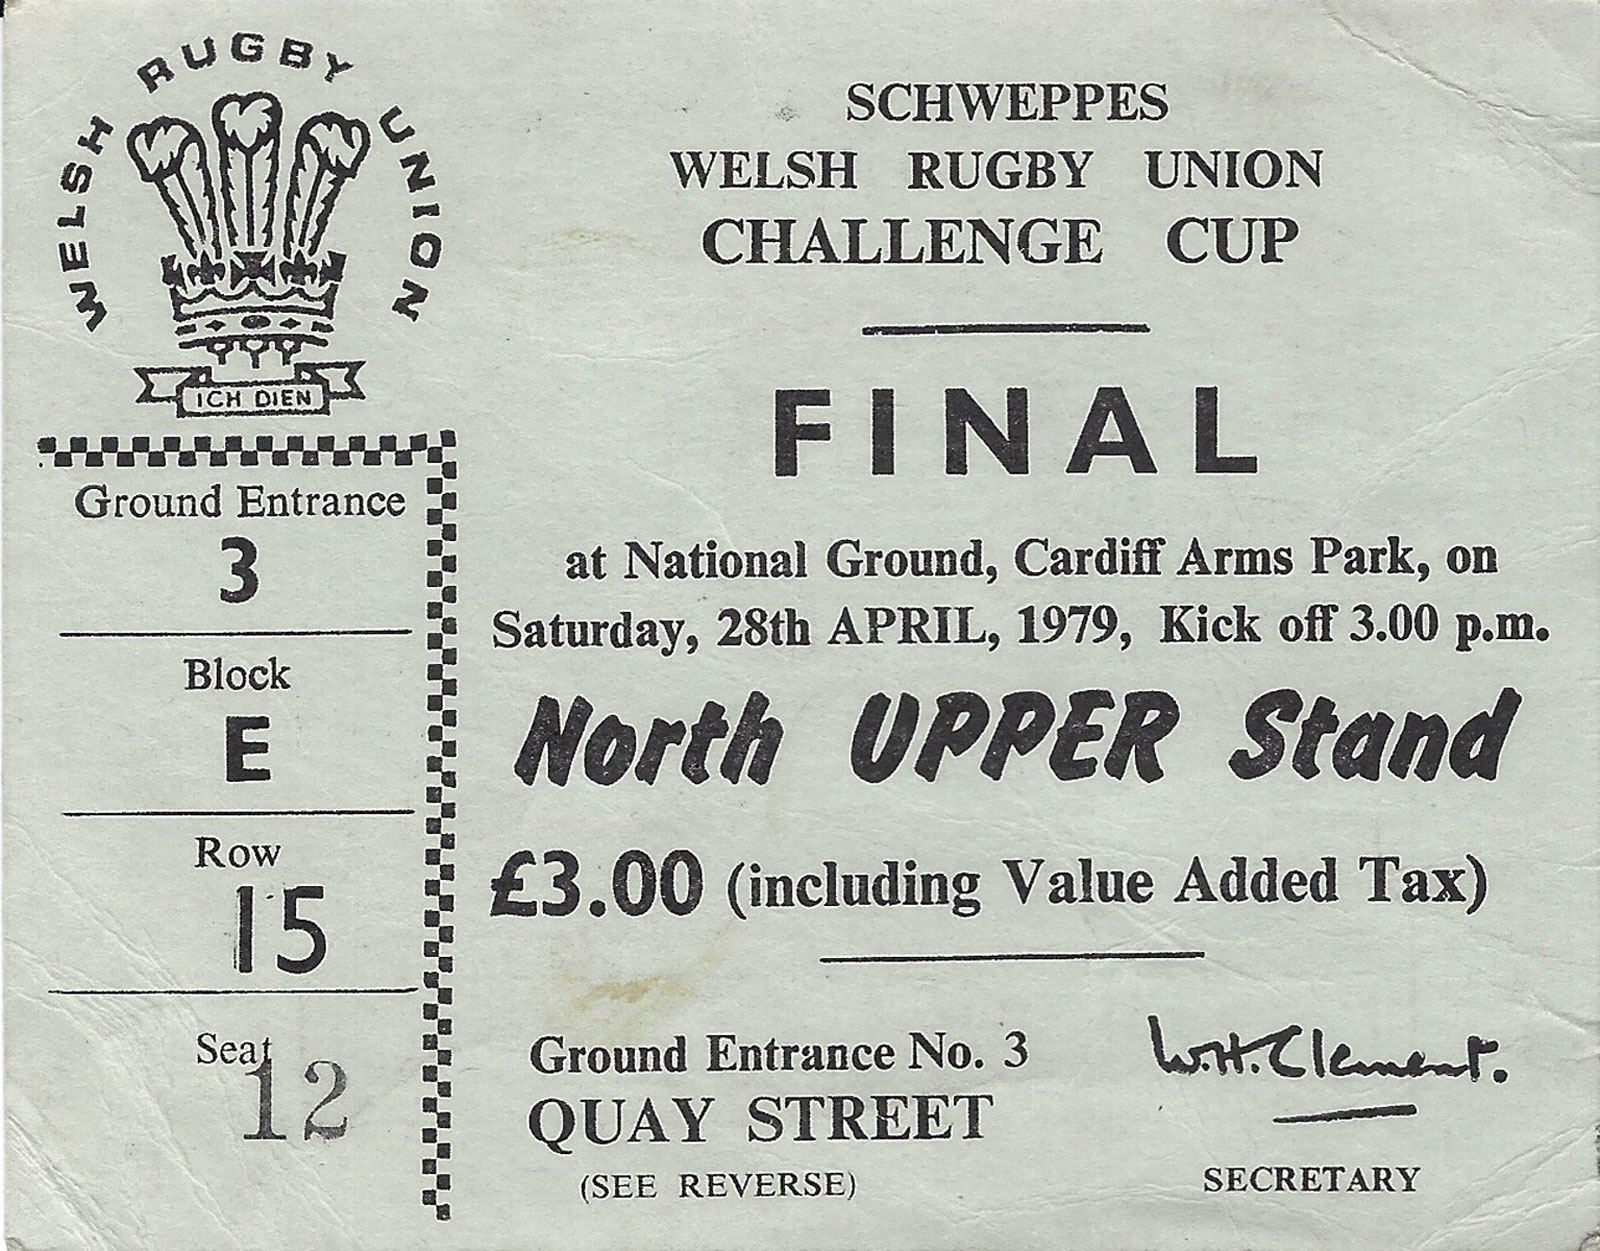 WELSH RUGBY UNION
ICH DIEN
Ground Entrance
3
Block
E
Row
15
Seat
12
SCHWEPPES
WELSH RUGBY UNION
CHALLENGE CUP
FINAL
at National Ground, Cardiff Arms Park, on
Saturday, 28th APRIL, 1979, Kick off 3.00 p.m.
North UPPER Stand
£3.00 (including Value Added Tax)
Ground Entrance No. 3
QUAY STREET
(SEE REVERSE)
W.H.Clement.
SECRETARY